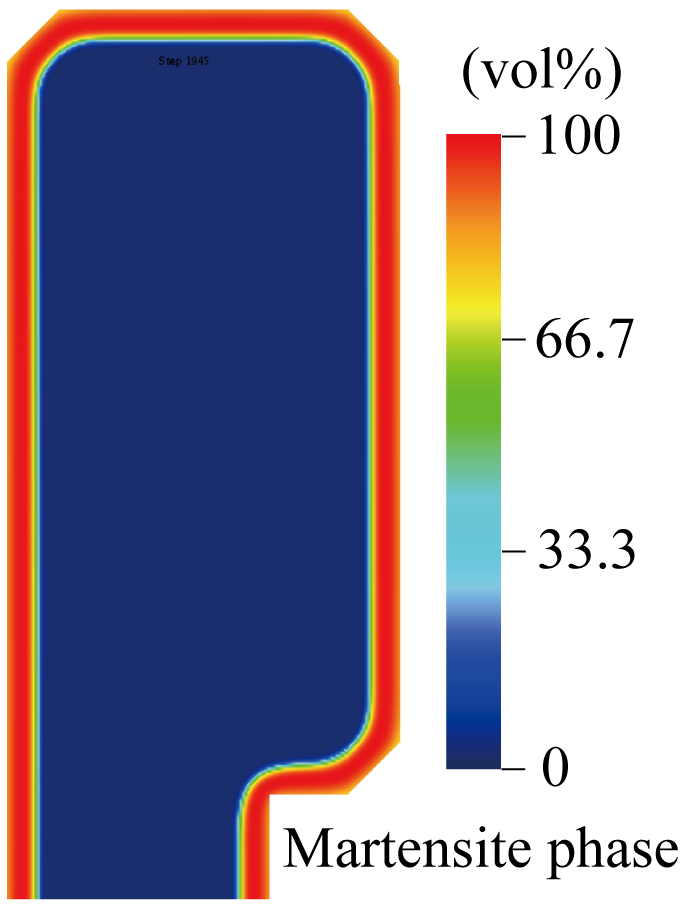 Step 1945
(vol%)
100
66.7
33.3
0
Martensite phase